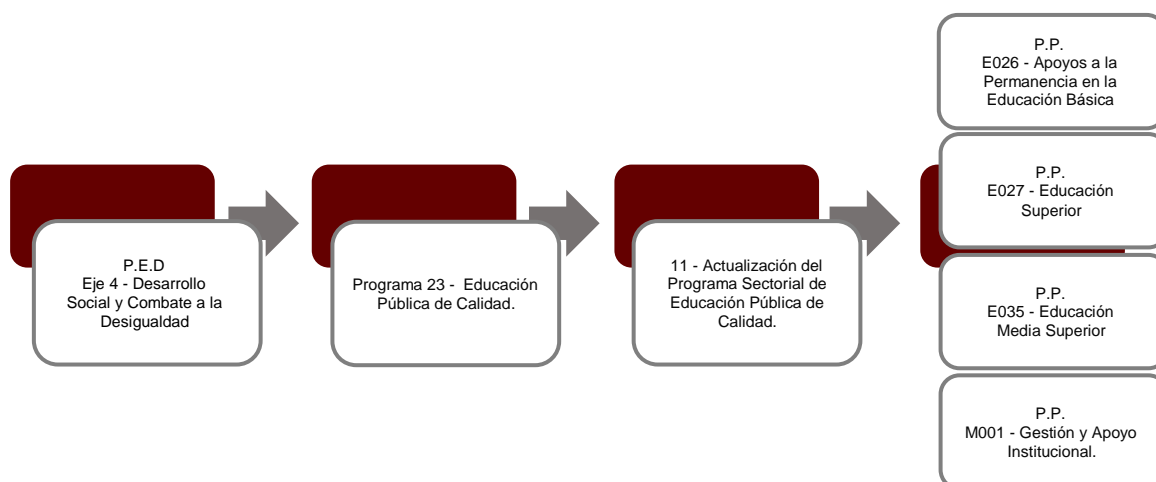 P.E.D
Eje 4 - Desarrollo
Social y Combate a la
Desigualdad
Programa 23 - Educación
Pública de Calidad.
11 - Actualización del
Programa Sectorial de
Educación Pública de
Calidad.
P.P.
E026 - Apoyos a la
Permanencia en la
Educación Básica
P.P.
E027 - Educación
Superior
P.P.
E035 - Educación
Media Superior
P.P.
M001 - Gestión y Apoyo
Institucional.